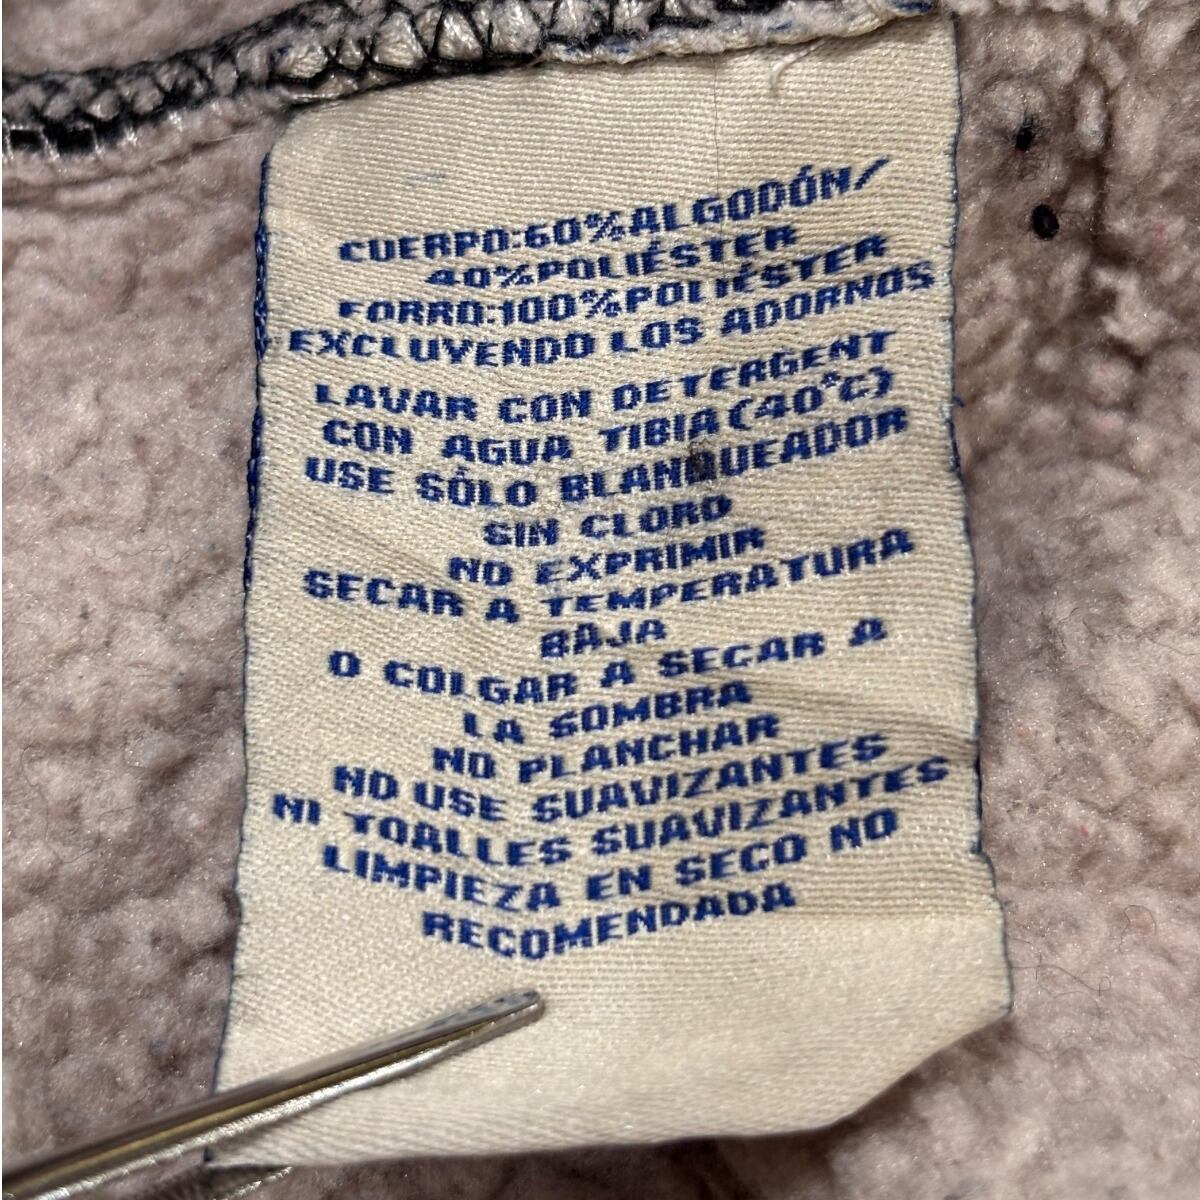 CUERPO:60%ALGODÓN/
40%POLIÉSTER
FORRO:100%POLIÉSTER
EXCLUYENDO LOS ADORNOS
LAVAR CON DETERGENT
CON AGUA TIBIA(40°C)
USE SÓLO BLANQUEADOR
SIN CLORO
NO EXPRIMIR
SECAR A TEMPERATURA
BAJA
O COLGAR A SECAR A
LA SOMBRA
NO PLANCHAR
NO USE SUAVIZANTES
NI TOALLES SUAVIZANTES
LIMPIEZA EN SECO NO
RECOMENDADA